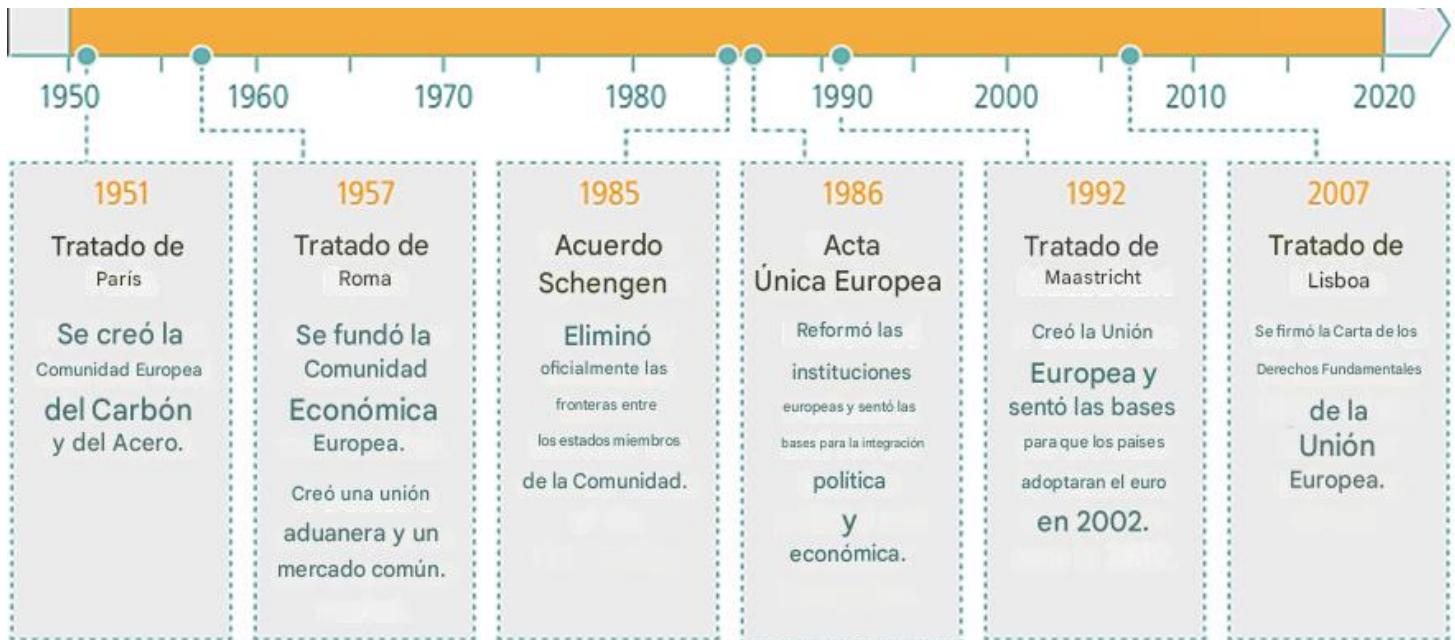 1950 1960 1970 1980 1990 2000 2010 2020
1951
Tratado de
París
Se creó la
Comunidad Europea
del Carbón
y del Acero.
1957
Tratado de
Roma
Se fundó la
Comunidad
Económica
Europea.
Creó una unión
aduanera y un
mercado común.
1985
Acuerdo
Schengen
Eliminó
oficialmente las
fronteras entre
los estados miembros
de la Comunidad.
1986
Acta
Única Europea
Reformó las
instituciones
europeas y sentó las
bases para la integración
política
y
económica.
1992
Tratado de
Maastricht
Creó la Unión
Europea y
sentó las bases
para que los países
adoptaran el euro
en 2002.
2007
Tratado de
Lisboa
Se firmó la Carta de los
Derechos Fundamentales
de la
Unión
Europea.